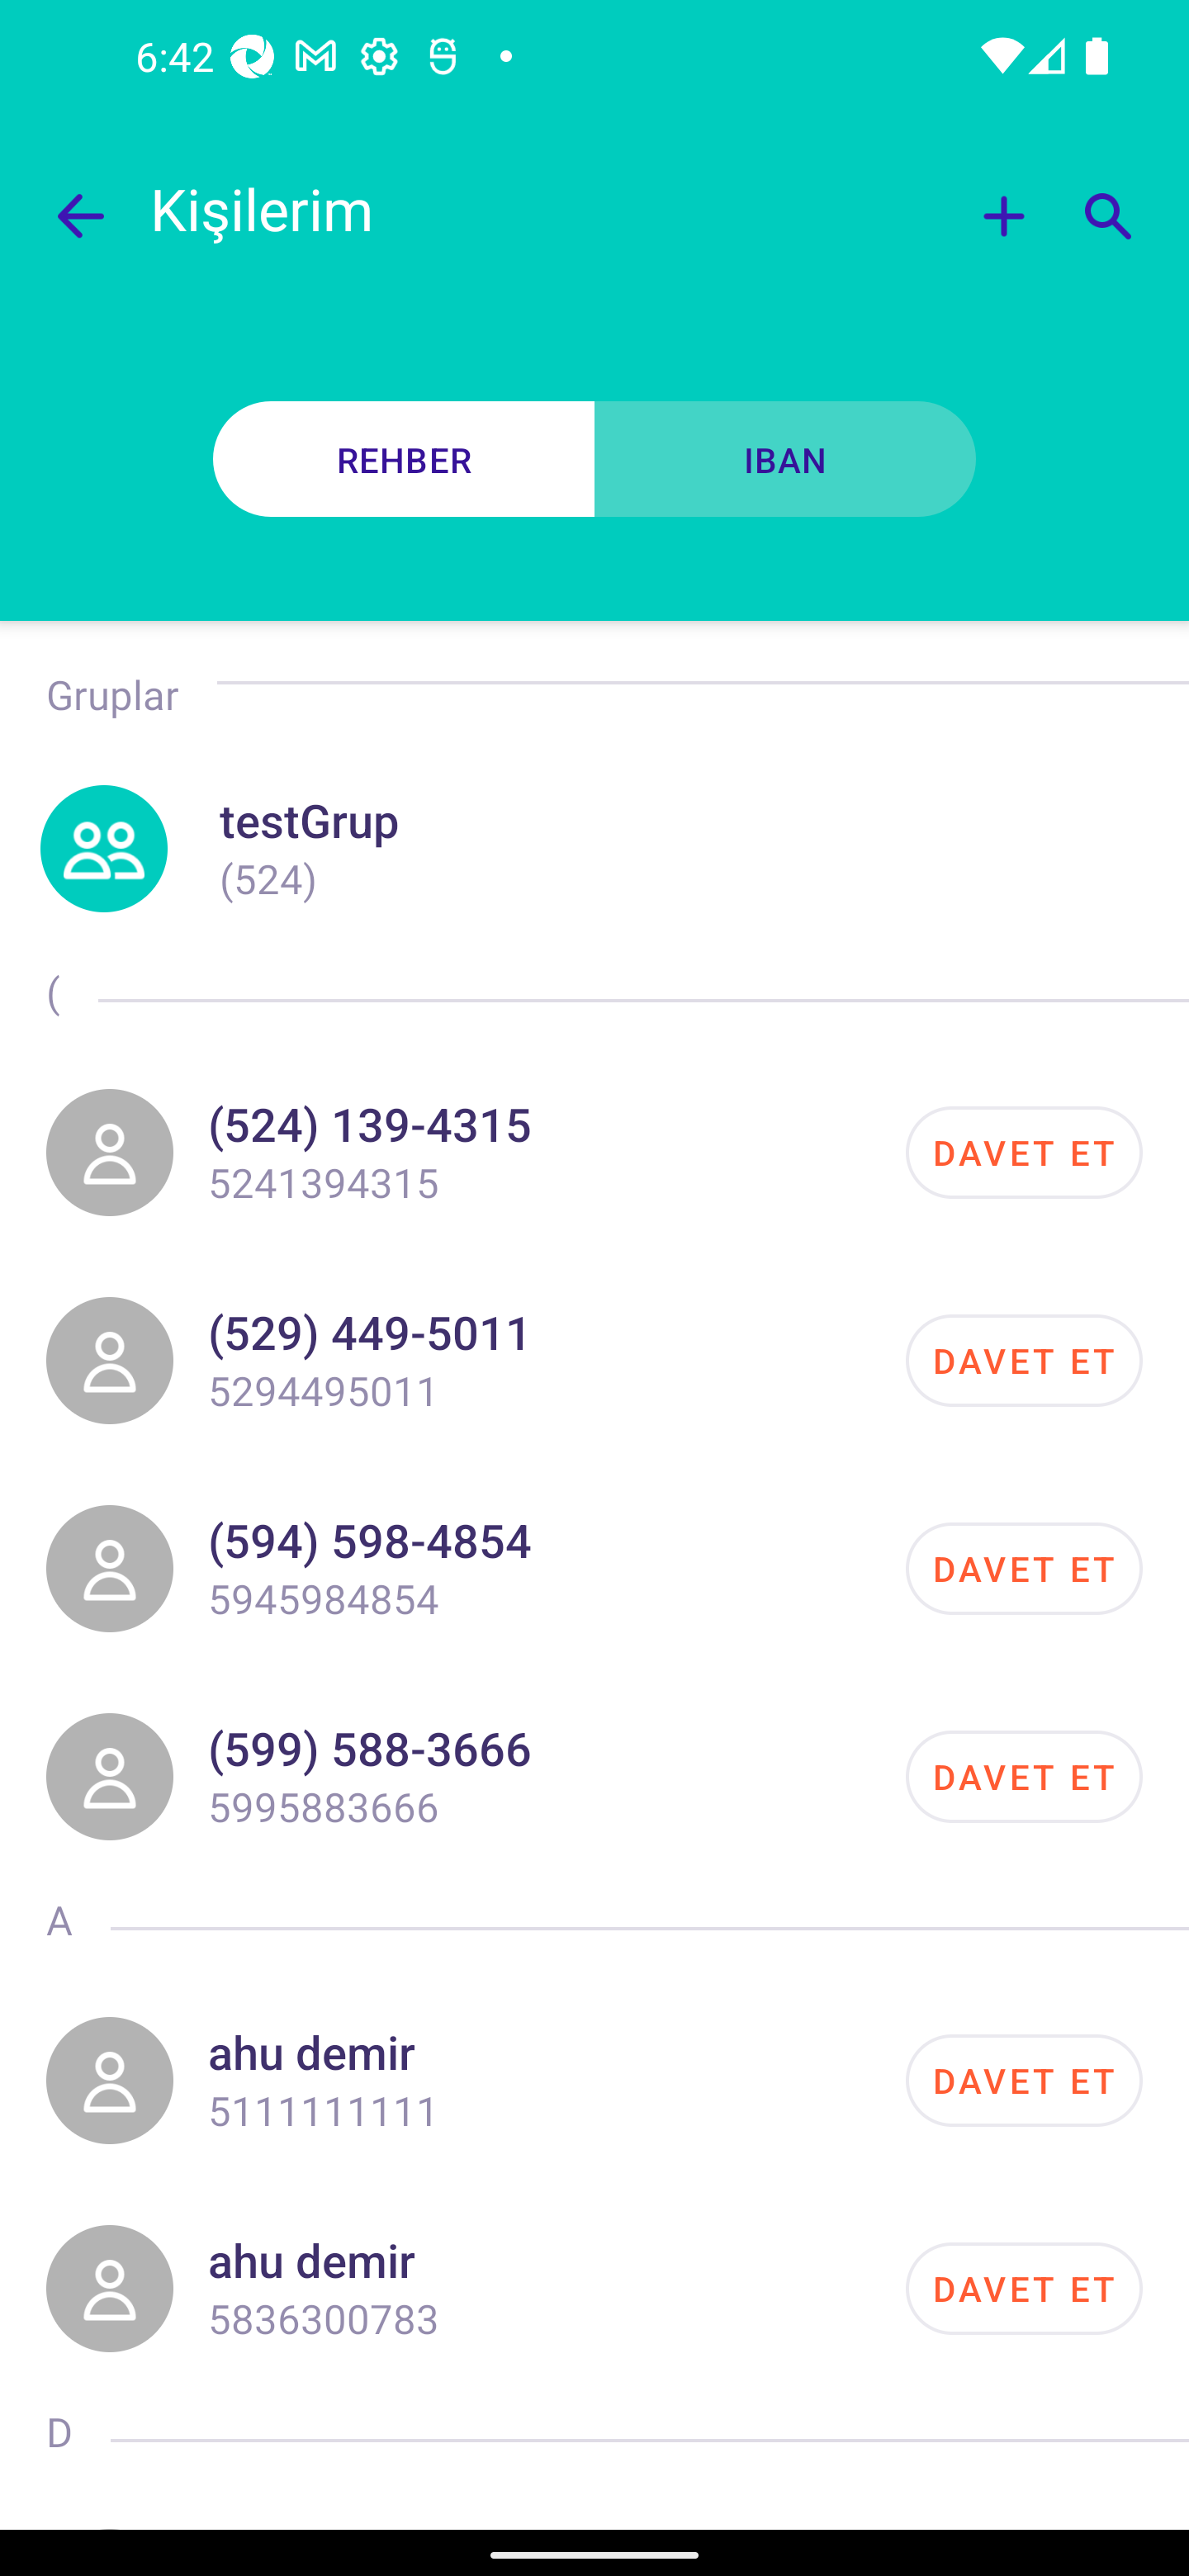 6:42
Kişilerim
REHBER
IBAN
Gruplar
testGrup
(524)
(
(524) 139-4315
5241394315
DAVET ET
(529) 449-5011
5294495011
DAVET ET
(594) 598-4854
5945984854
DAVET ET
(599) 588-3666
5995883666
DAVET ET
A
ahu demir
5111111111
DAVET ET
ahu demir
5836300783
DAVET ET
D